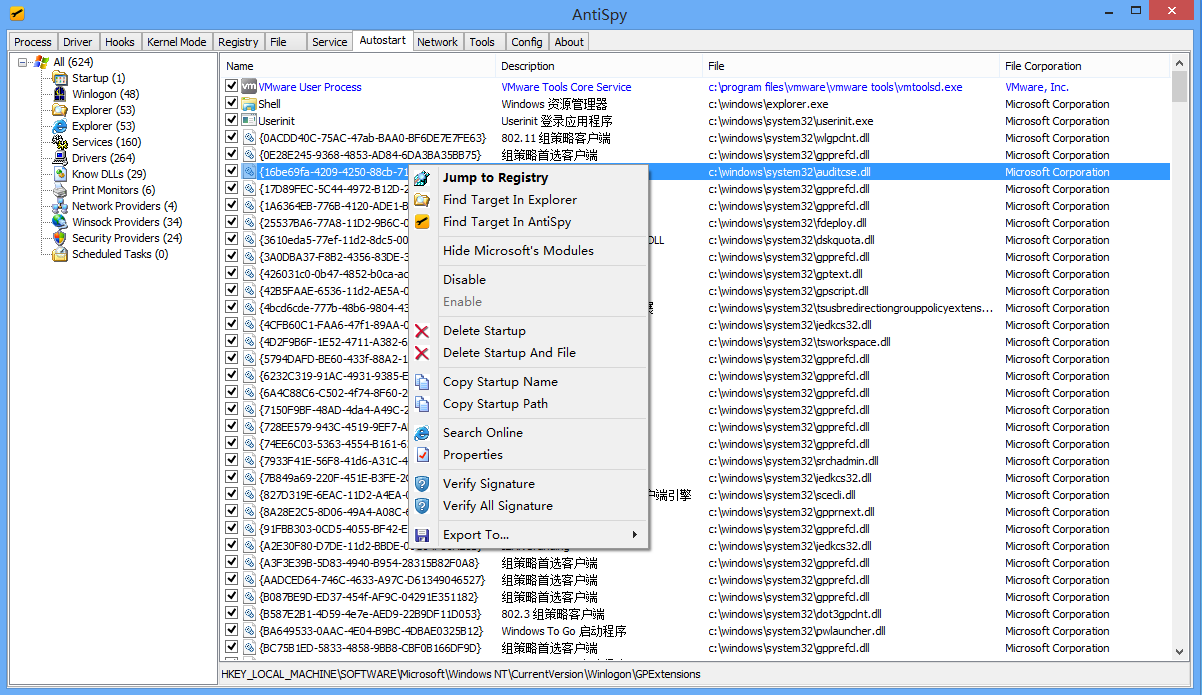 AntiSpy
Process Driver Hooks Kernel Mode Registry File Service Autostart Network Tools Config About
All (624)
Startup (1)
Winlogon (48)
Explorer (53)
Explorer (53)
Services (160)
Drivers (264)
Know DLLs (29)
Print Monitors (6)
Network Providers (4)
Winsock Providers (34)
Security Providers (24)
Scheduled Tasks (0)
Name Description File File Corporation
VMware User Process VMware Tools Core Service c:\program files\vmware\vmware tools\vmtoolsd.exe VMware, Inc.
Shell Windows 资源管理器 c:\windows\explorer.exe Microsoft Corporation
Userinit Userinit 登录应用程序 c:\windows\system32\userinit.exe Microsoft Corporation
{0ACDD40C-75AC-47ab-BAA0-BF6DE7E7FE63} 802.11 组策略客户端 c:\windows\system32\wlgpclnt.dll Microsoft Corporation
{0E28E245-9368-4853-AD84-6DA3BA35BB75} 组策略首选客户端 c:\windows\system32\gpprefcl.dll Microsoft Corporation
{16be69fa-4209-4250-88cb-71 c:\windows\system32\auditcse.dll Microsoft Corporation
{17D89FEC-5C44-4972-B12D-2 c:\windows\system32\gpprefcl.dll Microsoft Corporation
{1A6364EB-776B-4120-ADE1-B c:\windows\system32\gpprefcl.dll Microsoft Corporation
{25537BA6-77A8-11D2-9B6C-0 c:\windows\system32\fdeploy.dll Microsoft Corporation
{3610eda5-77ef-11d2-8dc5-00 DLL c:\windows\system32\dskquota.dll Microsoft Corporation
{3A0DBA37-F8B2-4356-83DE-3 c:\windows\system32\gpprefcl.dll Microsoft Corporation
{426031c0-0b47-4852-b0ca-ac c:\windows\system32\gptext.dll Microsoft Corporation
{42B5FAAE-6536-11d2-AE5A-0 c:\windows\system32\gpscript.dll Microsoft Corporation
{4bcd6cde-777b-48b6-9804-43 c:\windows\system32\tsusbredirectiongrouppolicyextens... Microsoft Corporation
{4CFB60C1-FAA6-47f1-89AA-0 c:\windows\system32\iedkcs32.dll Microsoft Corporation
{4D2F9B6F-1E52-4711-A382-6 c:\windows\system32\tsworkspace.dll Microsoft Corporation
{5794DAFD-BE60-433f-88A2-1 c:\windows\system32\gpprefcl.dll Microsoft Corporation
{6232C319-91AC-4931-9385-E c:\windows\system32\gpprefcl.dll Microsoft Corporation
{6A4C88C6-C502-4f74-8F60-2 c:\windows\system32\gpprefcl.dll Microsoft Corporation
{7150F9BF-48AD-4da4-A49C-2 c:\windows\system32\gpprefcl.dll Microsoft Corporation
{728EE579-943C-4519-9EF7-A c:\windows\system32\gpprefcl.dll Microsoft Corporation
{74EE6C03-5363-4554-B161-6 c:\windows\system32\gpprefcl.dll Microsoft Corporation
{7933F41E-56F8-41d6-A31C-4 c:\windows\system32\srchadmin.dll Microsoft Corporation
{7B849a69-220F-451E-B3FE-2 c:\windows\system32\iedkcs32.dll Microsoft Corporation
{827D319E-6EAC-11D2-A4EA-0 户端引擎 c:\windows\system32\scecli.dll Microsoft Corporation
{8A28E2C5-8D06-49A4-A08C-6 c:\windows\system32\gpprnext.dll Microsoft Corporation
{91FBB303-0CD5-4055-BF42-E c:\windows\system32\gpprefcl.dll Microsoft Corporation
{A2E30F80-D7DE-11d2-BBDE- c:\windows\system32\iedkcs32.dll Microsoft Corporation
{A3F3E39B-5D83-4940-B954-28315B82F0A8} 组策略首选客户端 c:\windows\system32\gpprefcl.dll Microsoft Corporation
{AADCED64-746C-4633-A97C-D61349046527} 组策略首选客户端 c:\windows\system32\gpprefcl.dll Microsoft Corporation
{B087BE9D-ED37-454f-AF9C-04291E351182} 组策略首选客户端 c:\windows\system32\gpprefcl.dll Microsoft Corporation
{B587E2B1-4D59-4e7e-AED9-22B9DF11D053} 802.3 组策略客户端 c:\windows\system32\dot3gpclnt.dll Microsoft Corporation
{BA649533-0AAC-4E04-B9BC-4DBAE0325B12} Windows To Go 启动程序 c:\windows\system32\pwlauncher.dll Microsoft Corporation
{BC75B1ED-5833-4858-9BB8-CBF0B166DF9D} 组策略首选客户端 c:\windows\system32\gpprefcl.dll Microsoft Corporation
Jump to Registry
Find Target In Explorer
Find Target In AntiSpy
Hide Microsoft's Modules
Disable
Enable
Delete Startup
Delete Startup And File
Copy Startup Name
Copy Startup Path
Search Online
Properties
Verify Signature
Verify All Signature
Export To...
HKEY_LOCAL_MACHINE\SOFTWARE\Microsoft\Windows NT\CurrentVersion\Winlogon\GPExtensions